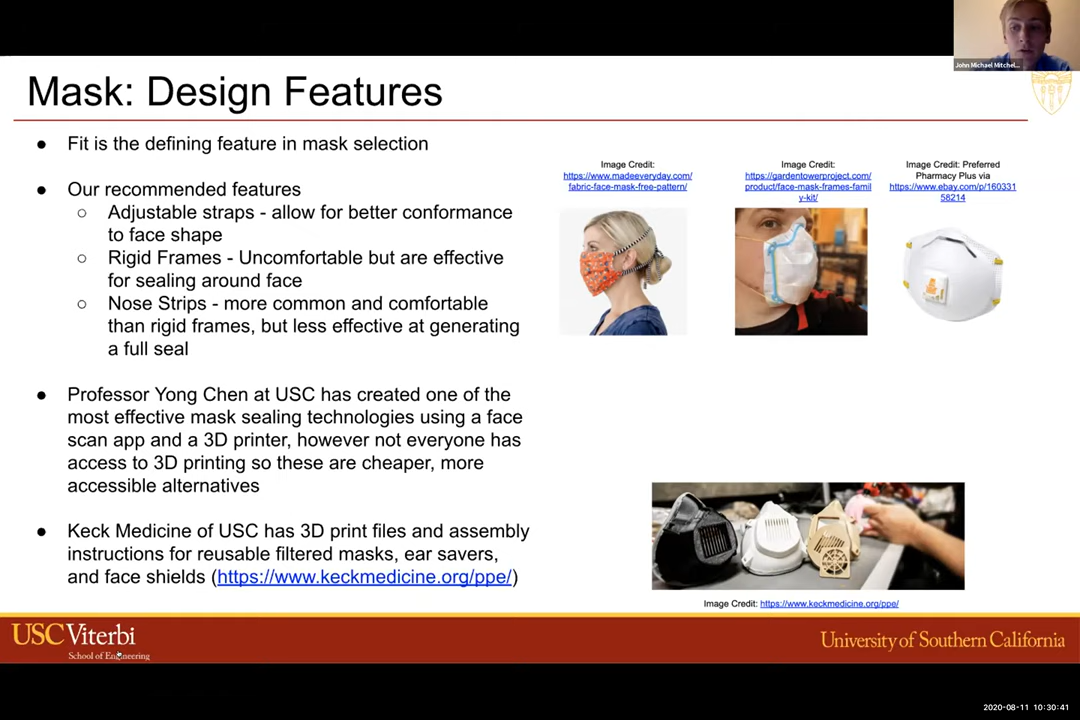 John Michael Mitchel...
Mask: Design Features
● Fit is the defining feature in mask selection
● Our recommended features
○ Adjustable straps - allow for better conformance
to face shape
○ Rigid Frames - Uncomfortable but are effective
for sealing around face
○ Nose Strips - more common and comfortable
than rigid frames, but less effective at generating
a full seal
● Professor Yong Chen at USC has created one of the
most effective mask sealing technologies using a face
scan app and a 3D printer, however not everyone has
access to 3D printing so these are cheaper, more
accessible alternatives
● Keck Medicine of USC has 3D print files and assembly
instructions for reusable filtered masks, ear savers,
and face shields (https://www.keckmedicine.org/ppe/)
Image Credit:
https://www.madeeveryday.com/
fabric-face-mask-free-pattern/
Image Credit:
https://gardentowerproject.com/
product/face-mask-frames-famil
y-kit/
Image Credit: Preferred
Pharmacy Plus via
https://www.ebay.com/p/160331
58214
Image Credit: https://www.keckmedicine.org/ppe/
USC Viterbi
School of Engineering
University of Southern California
2020-08-11 10:30:41